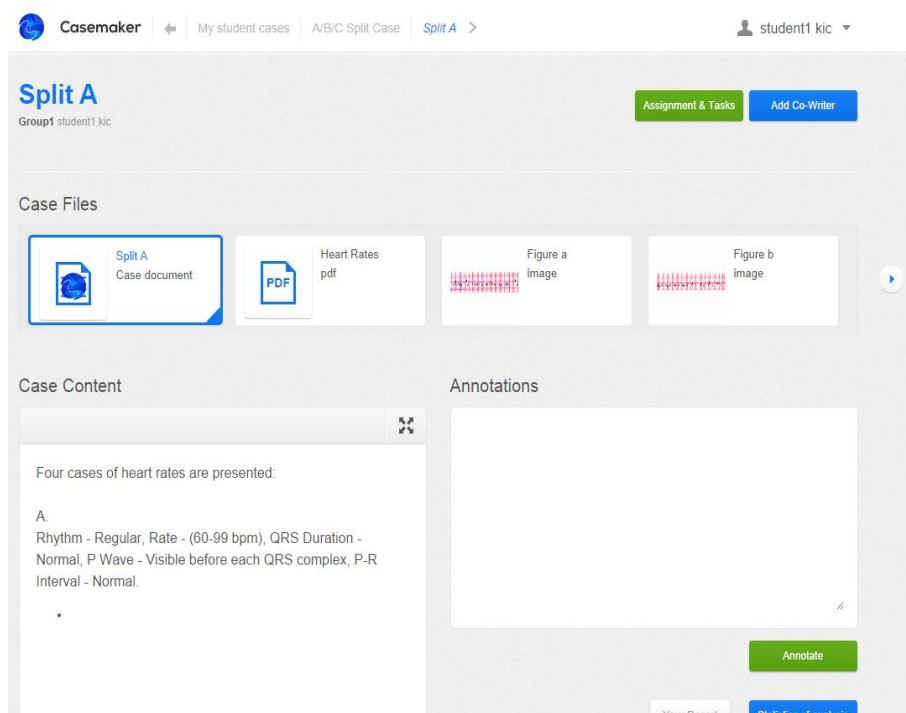 Casemaker My student cases A/B/C Split Case Split A > student1 kic
Split A
Group1 student1 kic
Assignment & Tasks Add Co-Writer
Case Files
Split A
Case document
PDF
Heart Rates
pdf
Figure a
image
Figure b
image
Case Content
Annotations
Four cases of heart rates are presented:
A.
Rhythm - Regular, Rate - (60-99 bpm), QRS Duration -
Normal, P Wave - Visible before each QRS complex, P-R
Interval - Normal.
Annotate